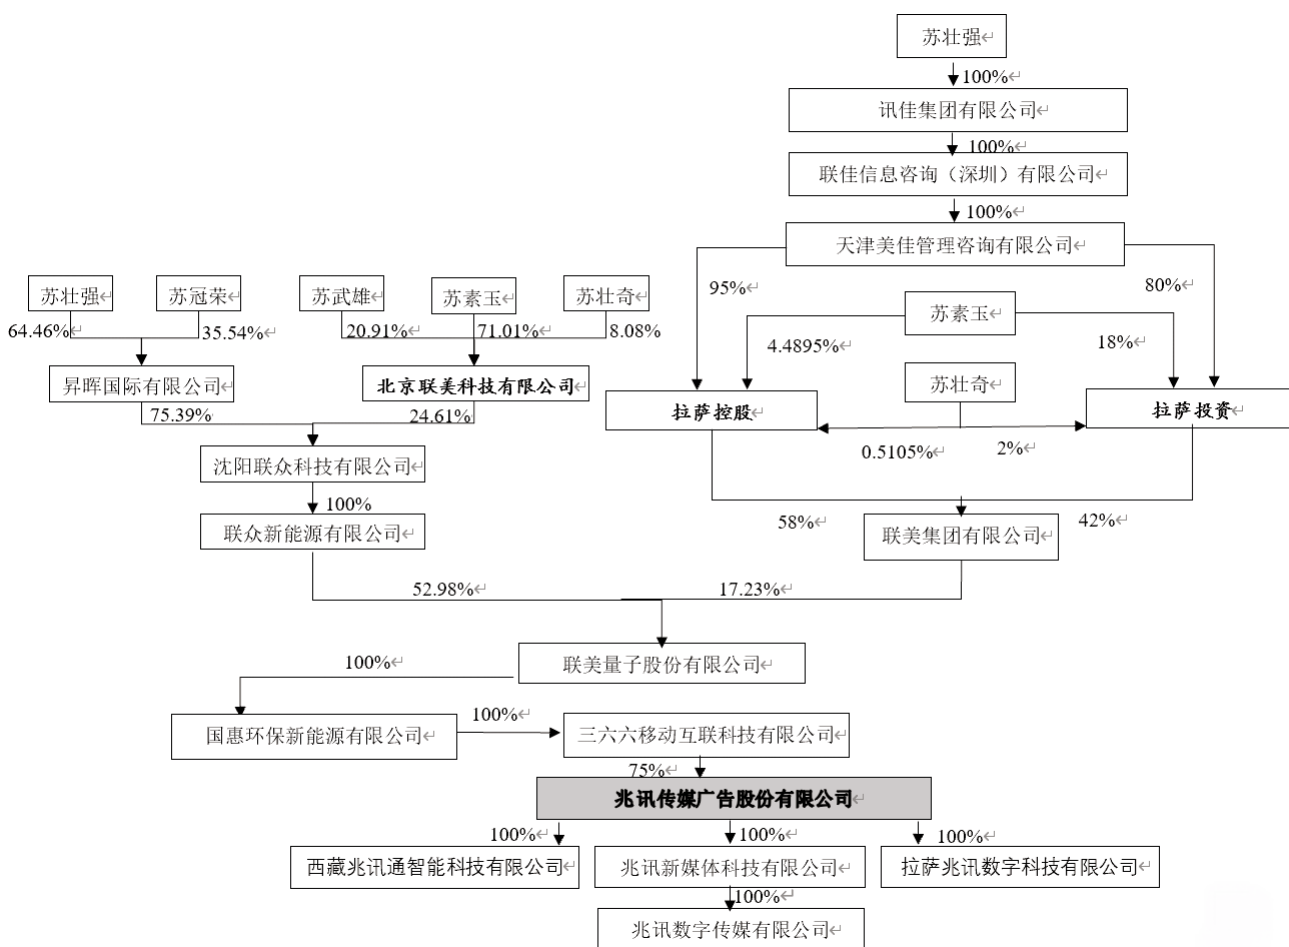 苏壮强
100%
讯佳集团有限公司
100%
联佳信息咨询（深圳）有限公司
100%
天津美佳管理咨询有限公司
95%
80%
苏壮强
苏冠荣
苏武雄
苏素玉
苏壮奇
64.46%
35.54%
20.91%
71.01%
8.08%
苏素玉
4.4895%
18%
昇晖国际有限公司
北京联美科技有限公司
苏壮奇
拉萨控股
拉萨投资
75.39%
24.61%
0.5105%
2%
沈阳联众科技有限公司
100%
58%
42%
联众新能源有限公司
联美集团有限公司
52.98%
17.23%
联美量子股份有限公司
100%
国惠环保新能源有限公司
100%
三六六移动互联科技有限公司
75%
兆讯传媒广告股份有限公司
100%
100%
100%
西藏兆讯通智能科技有限公司
兆讯新媒体科技有限公司
拉萨兆讯数字科技有限公司
100%
兆讯数字传媒有限公司